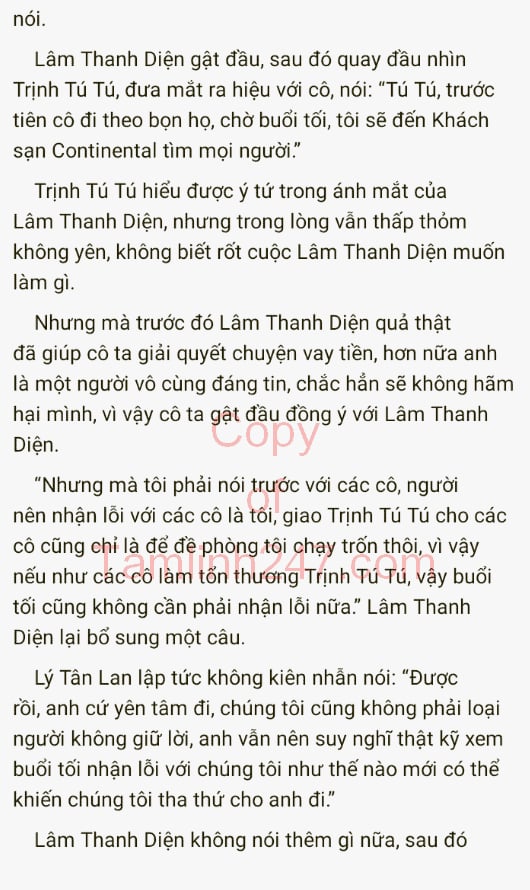 nói.
Lâm Thanh Diện gật đầu, sau đó quay đầu nhìn
Trịnh Tú Tú, đưa mắt ra hiệu với cô, nói: “Tú Tú, trước
tiên cô đi theo bọn họ, chờ buổi tối, tôi sẽ đến Khách
sạn Continental tìm mọi người.”
Trịnh Tú Tú hiểu được ý tứ trong ánh mắt của
Lâm Thanh Diện, nhưng trong lòng vẫn thấp thỏm
không yên, không biết rốt cuộc Lâm Thanh Diện muốn
làm gì.
Nhưng mà trước đó Lâm Thanh Diện quả thật
đã giúp cô ta giải quyết chuyện vay tiền, hơn nữa anh
là một người vô cùng đáng tin, chắc hẳn sẽ không hãm
hại mình, vì vậy cô ta gật đầu đồng ý với Lâm Thanh
Diện.
“Nhưng mà tôi phải nói trước với các cô, người
nên nhận lỗi với các cô là tôi, giao Trịnh Tú Tú cho các
cô cũng chỉ là để đề phòng tôi chạy trốn thôi, vì vậy
nếu như các cô làm tổn thương Trịnh Tú Tú, vậy buổi
tối cũng không cần phải nhận lỗi nữa.” Lâm Thanh
Diện lại bổ sung một câu.
Lý Tân Lan lập tức không kiên nhẫn nói: “Được
rồi, anh cứ yên tâm đi, chúng tôi cũng không phải loại
người không giữ lời, anh vẫn nên suy nghĩ thật kỹ xem
buổi tối nhận lỗi với chúng tôi như thế nào mới có thể
khiến chúng tôi tha thứ cho anh đi.”
Lâm Thanh Diện không nói thêm gì nữa, sau đó
Copy
of
Tamlinh247.com